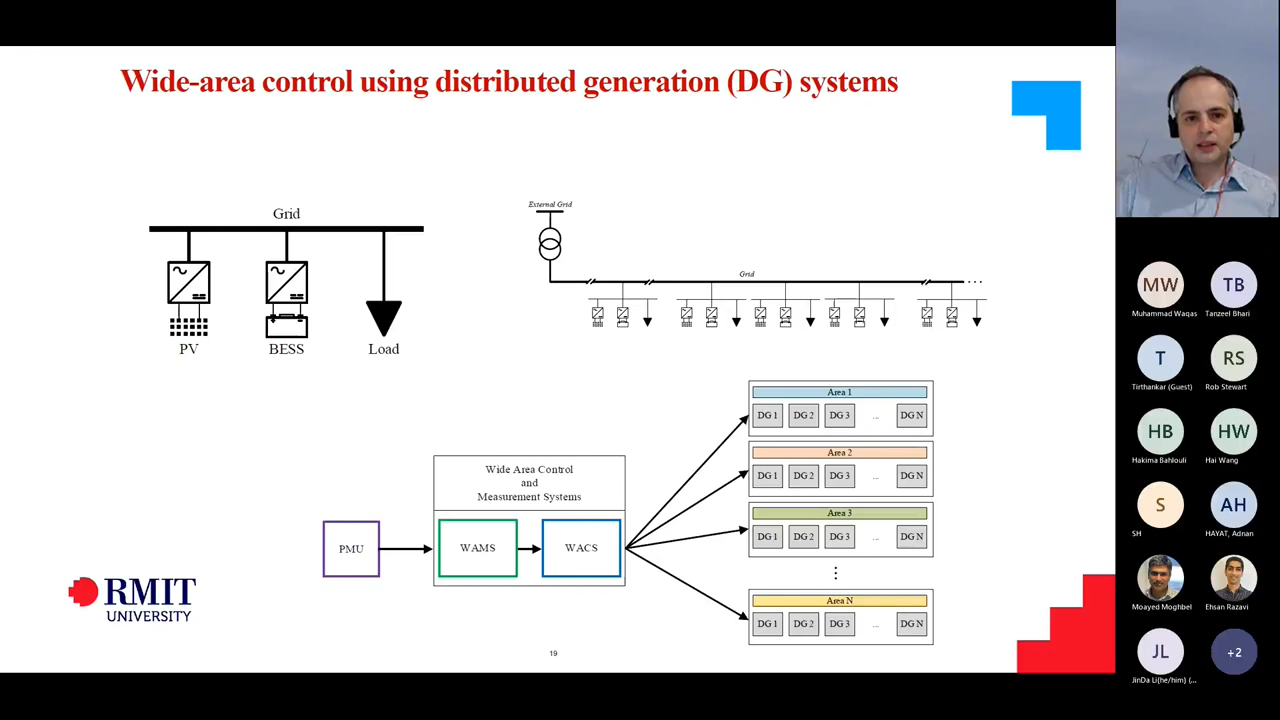 Wide-area control using distributed generation (DG) systems
Grid
PV
BESS
Load
External Grid
Grid
...
Wide Area Control
and
Measurement Systems
PMU
WAMS
WACS
Area 1
DG 1 DG 2 DG 3 ... DG N
Area 2
DG 1 DG 2 DG 3 ... DG N
Area 3
DG 1 DG 2 DG 3 ... DG N
Area N
DG 1 DG 2 DG 3 ... DG N
RMIT
UNIVERSITY
19
MW
Muhammad Waqas
TB
Tanzeel Bhari
T
Tirthankar (Guest)
RS
Rob Stewart
HB
Hakima Bahlouli
HW
Hai Wang
S
SH
AH
HAYAT, Adnan
Moayed Moghbel
Ehsan Razavi
JL
JinDa Li(he/him) (...
+2